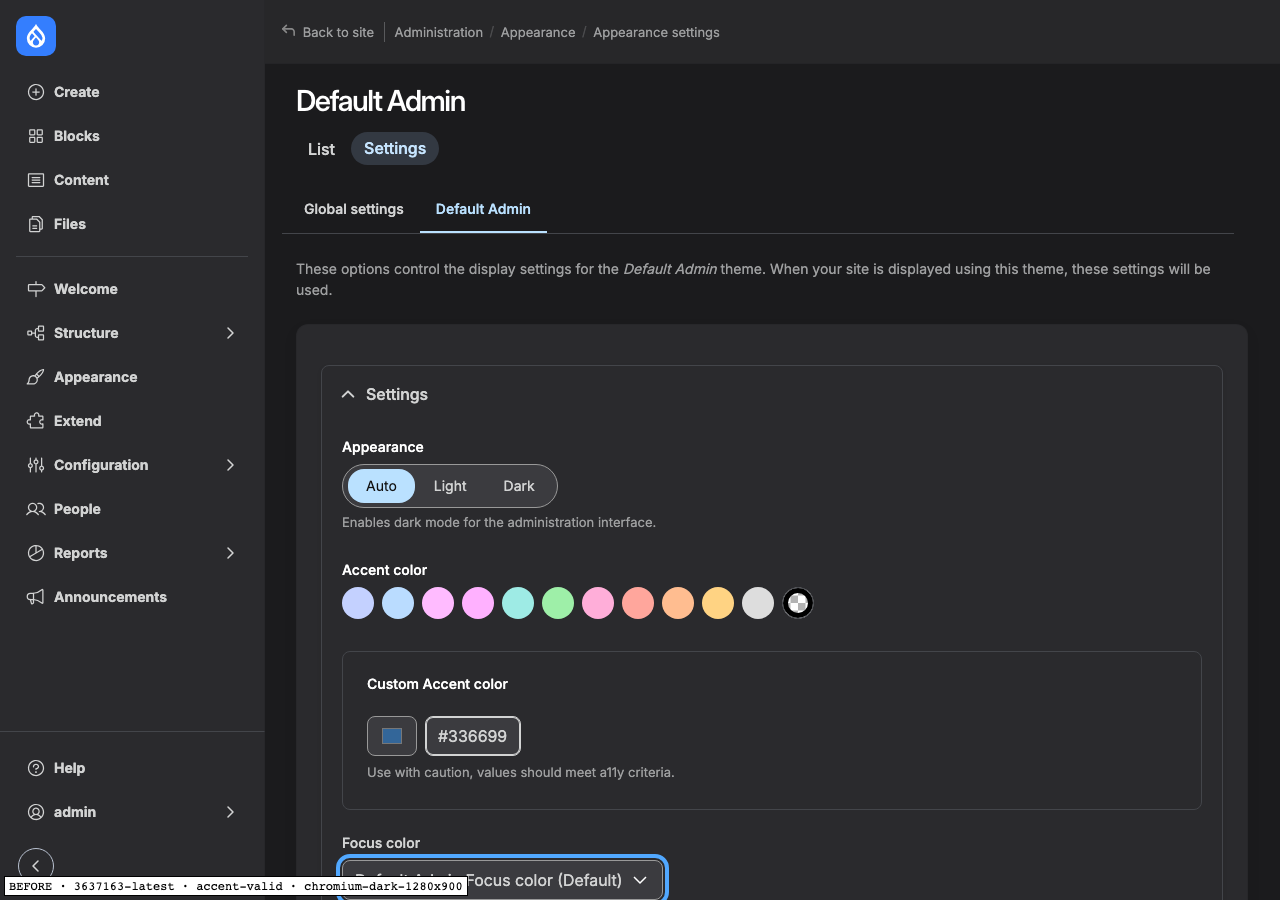 Back to site
Administration / Appearance / Appearance settings
Create
Blocks
Content
Files
Welcome
Structure
Appearance
Extend
Configuration
People
Reports
Announcements
Help
admin
Default Admin
List
Settings
Global settings
Default Admin
These options control the display settings for the Default Admin theme. When your site is displayed using this theme, these settings will be
used.
Settings
Appearance
Auto
Light
Dark
Enables dark mode for the administration interface.
Accent color
Custom Accent color
#336699
Use with caution, values should meet a11y criteria.
Focus color
Focus color (Default)
BEFORE • 3637163-latest • accent-valid • chromium-dark-1280x900